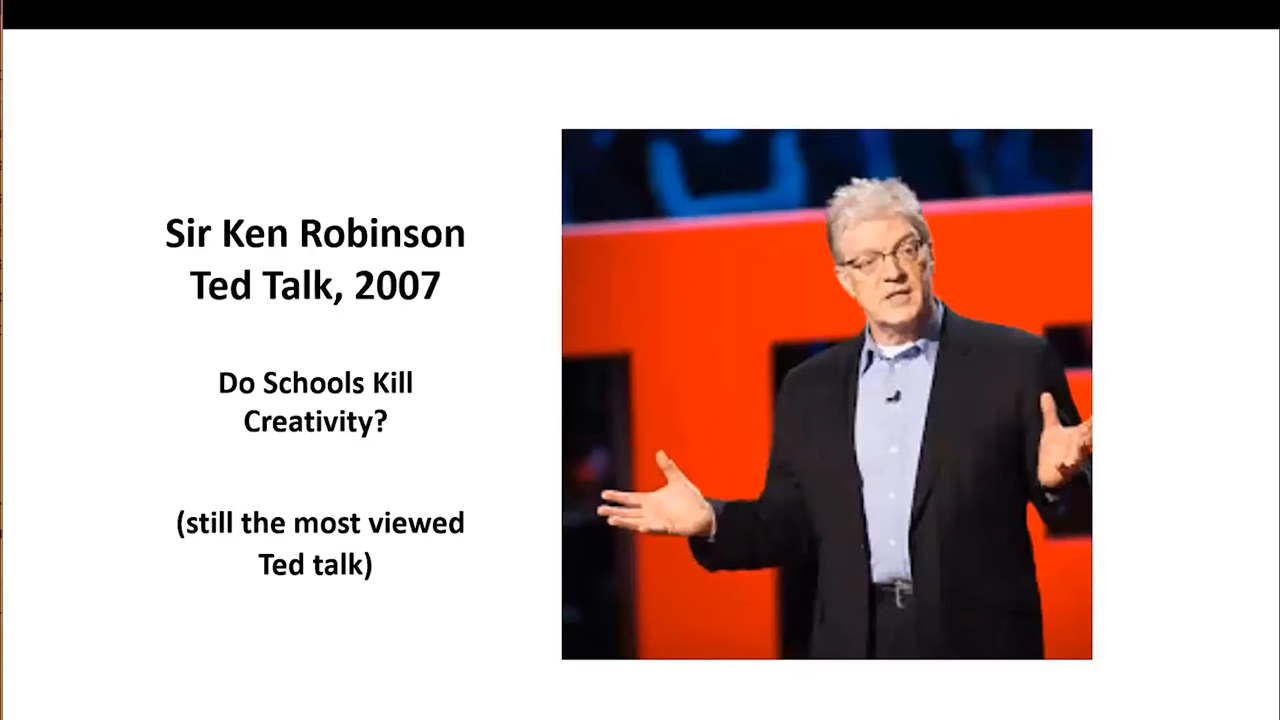 Sir Ken Robinson
Ted Talk, 2007
Do Schools Kill
Creativity?
(still the most viewed
Ted talk)